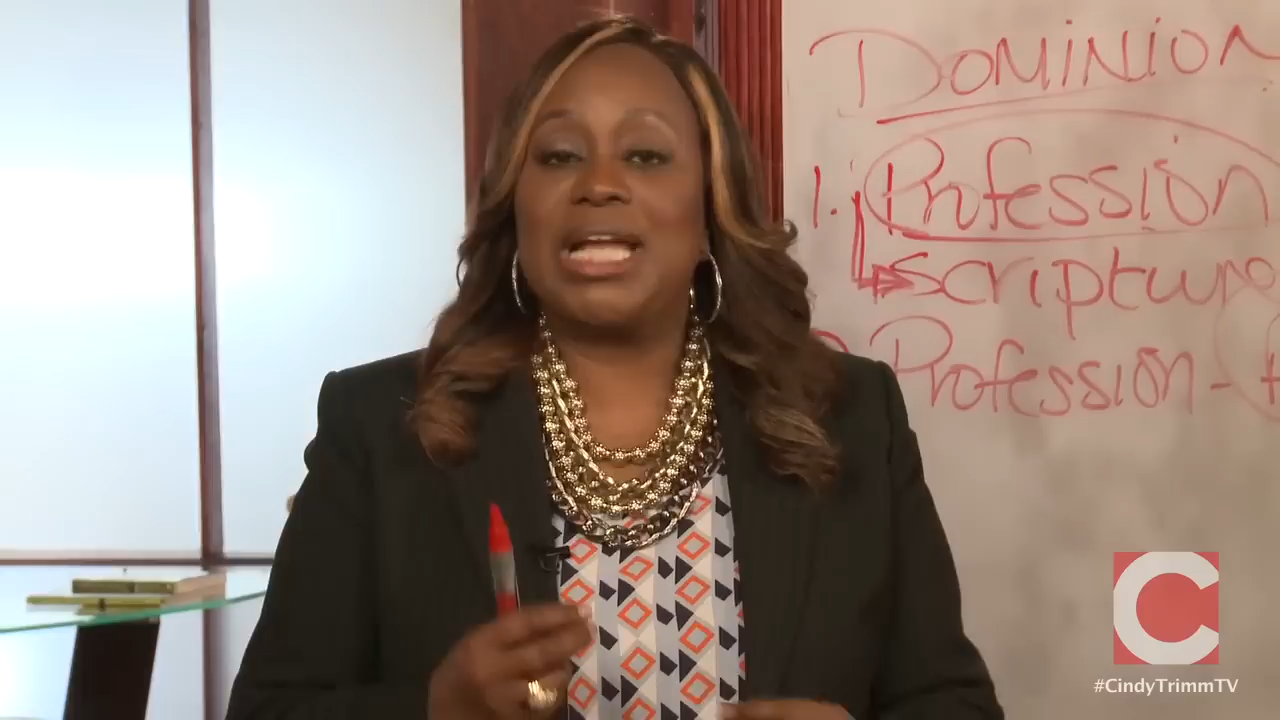 DOMINION
1. Profession
scripture
Profession -
C
#CindyTrimmTV